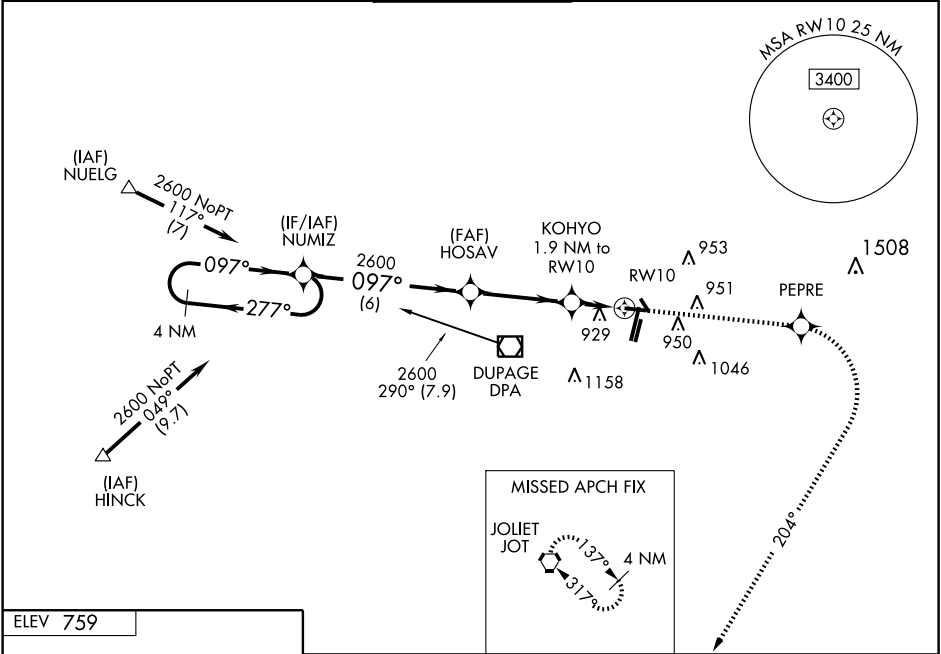 MSA RW10 25 NM
3400
(IAF)
NUELG
2600 NoPT
117°
(7)
(IF/IAF)
NUMIZ
097°
277°
4 NM
2600
097°
(6)
(FAF)
HOSAV
KOHYO
1.9 NM to
RW10
RW10
953
951
950
929
1046
1158
1508
PEPRE
2600
290° (7.9)
DUPAGE
DPA
2600 NoPT
049°
(9.7)
(IAF)
HINCK
204°
MISSED APCH FIX
JOLIET
JOT
137°
317°
4 NM
ELEV 759